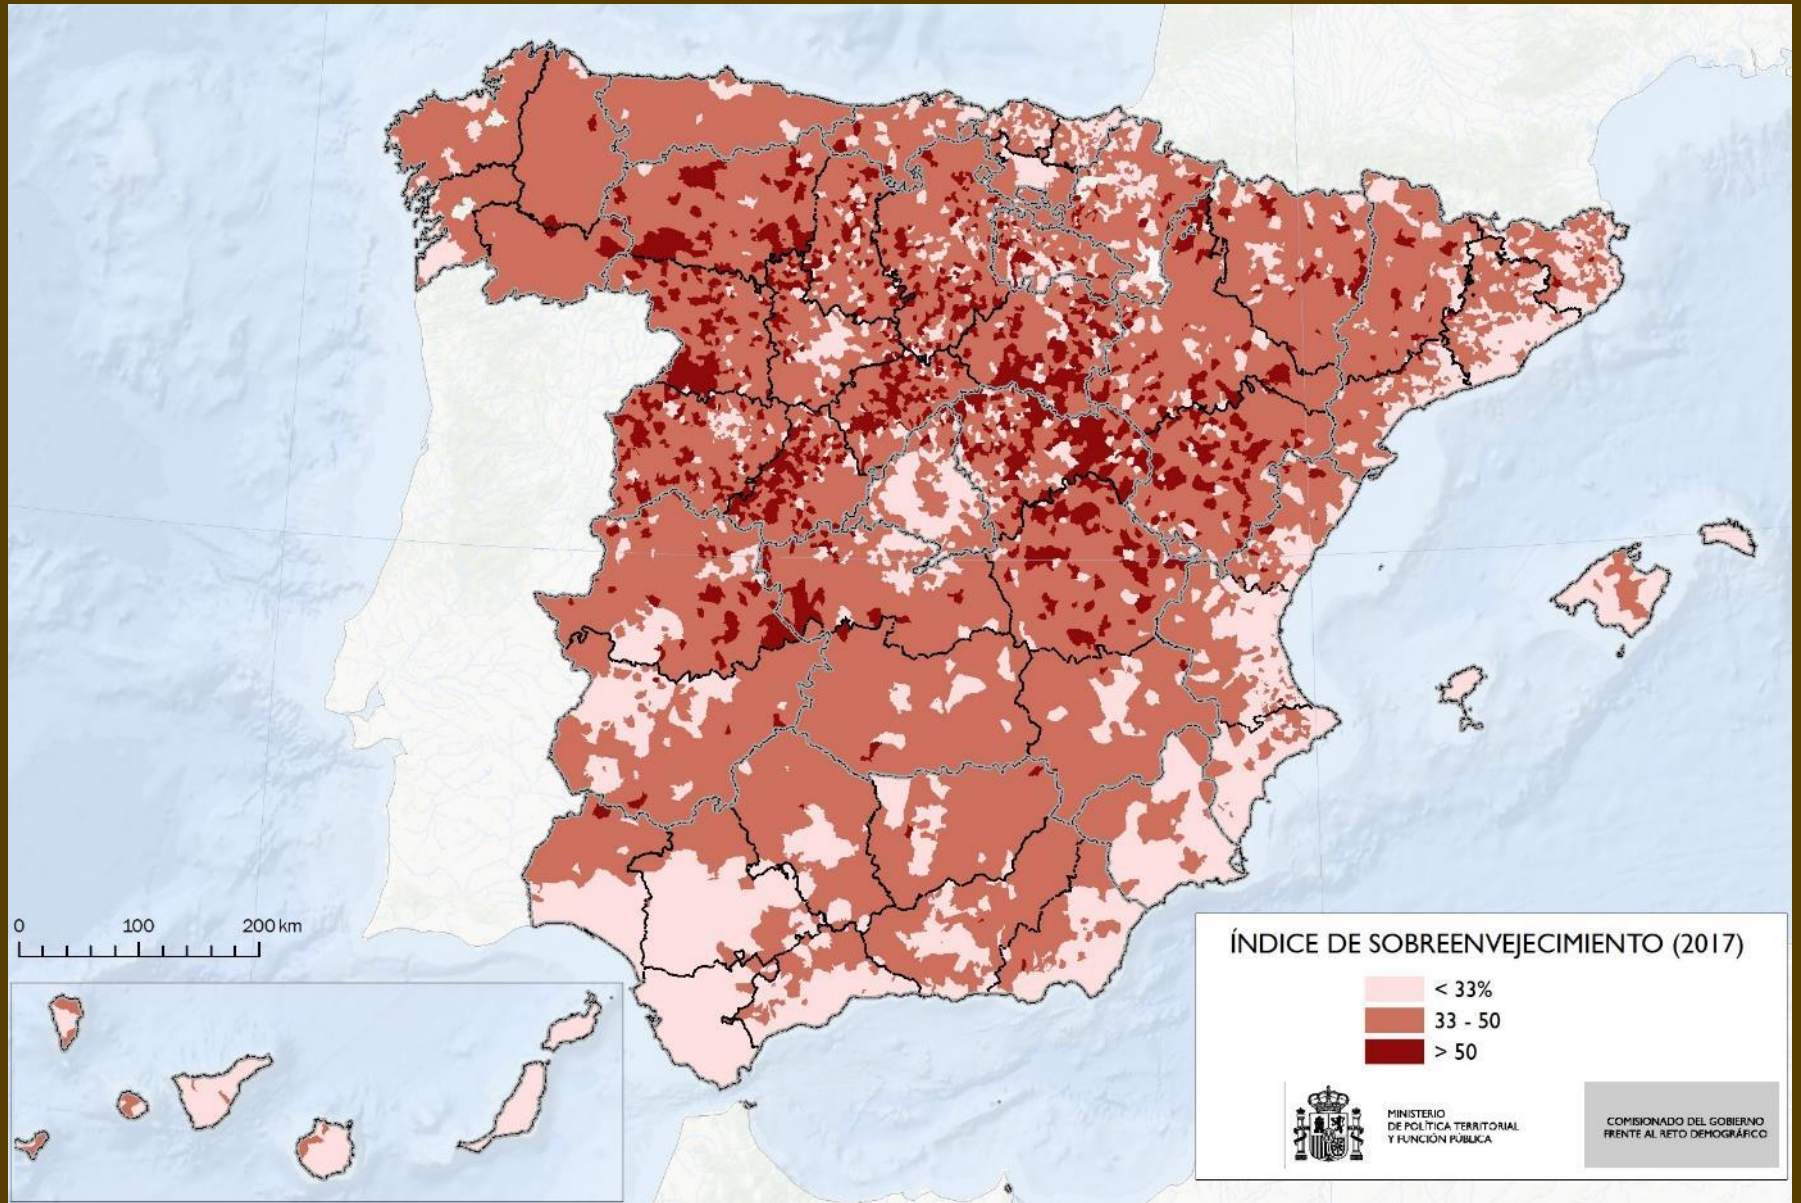 0 100 200 km
ÍNDICE DE SOBREENVEJECIMIENTO (2017)
< 33%
33 - 50
> 50
MINISTERIO
DE POLÍTICA TERRITORIAL
Y FUNCIÓN PÚBLICA
COMISIONADO DEL GOBIERNO
FRENTE AL RETO DEMOGRÁFICO